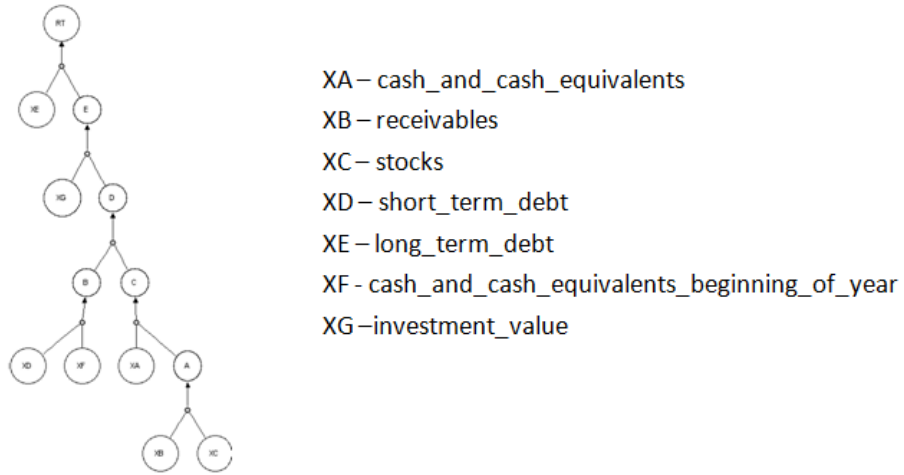 RT
XE E
XG D
B C
XD XF XA A
XB XC
XA – cash_and_cash_equivalents
XB – receivables
XC – stocks
XD – short_term_debt
XE – long_term_debt
XF - cash_and_cash_equivalents_beginning_of_year
XG –investment_value